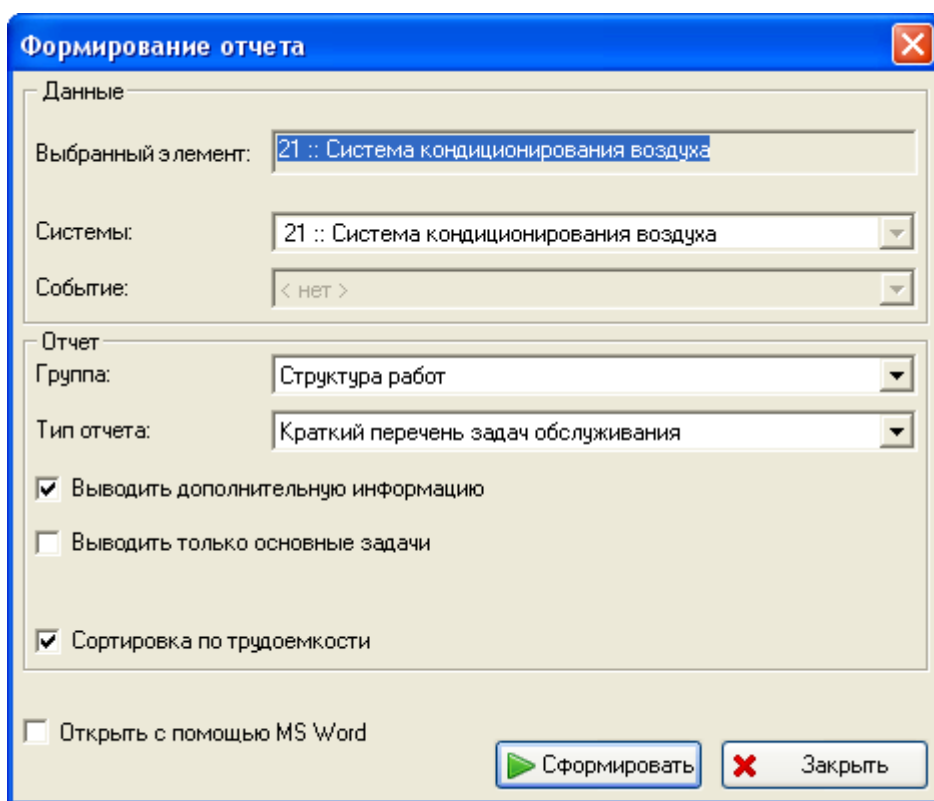 Формирование отчета
Данные
Выбранный элемент: 21 :: Система кондиционирования воздуха
Системы: 21 :: Система кондиционирования воздуха
Событие: < нет >
Отчет
Группа: Структура работ
Тип отчета: Краткий перечень задач обслуживания
Выводить дополнительную информацию
Выводить только основные задачи
Сортировка по трудоемкости
Открыть с помощью MS Word
Сформировать Закрыть